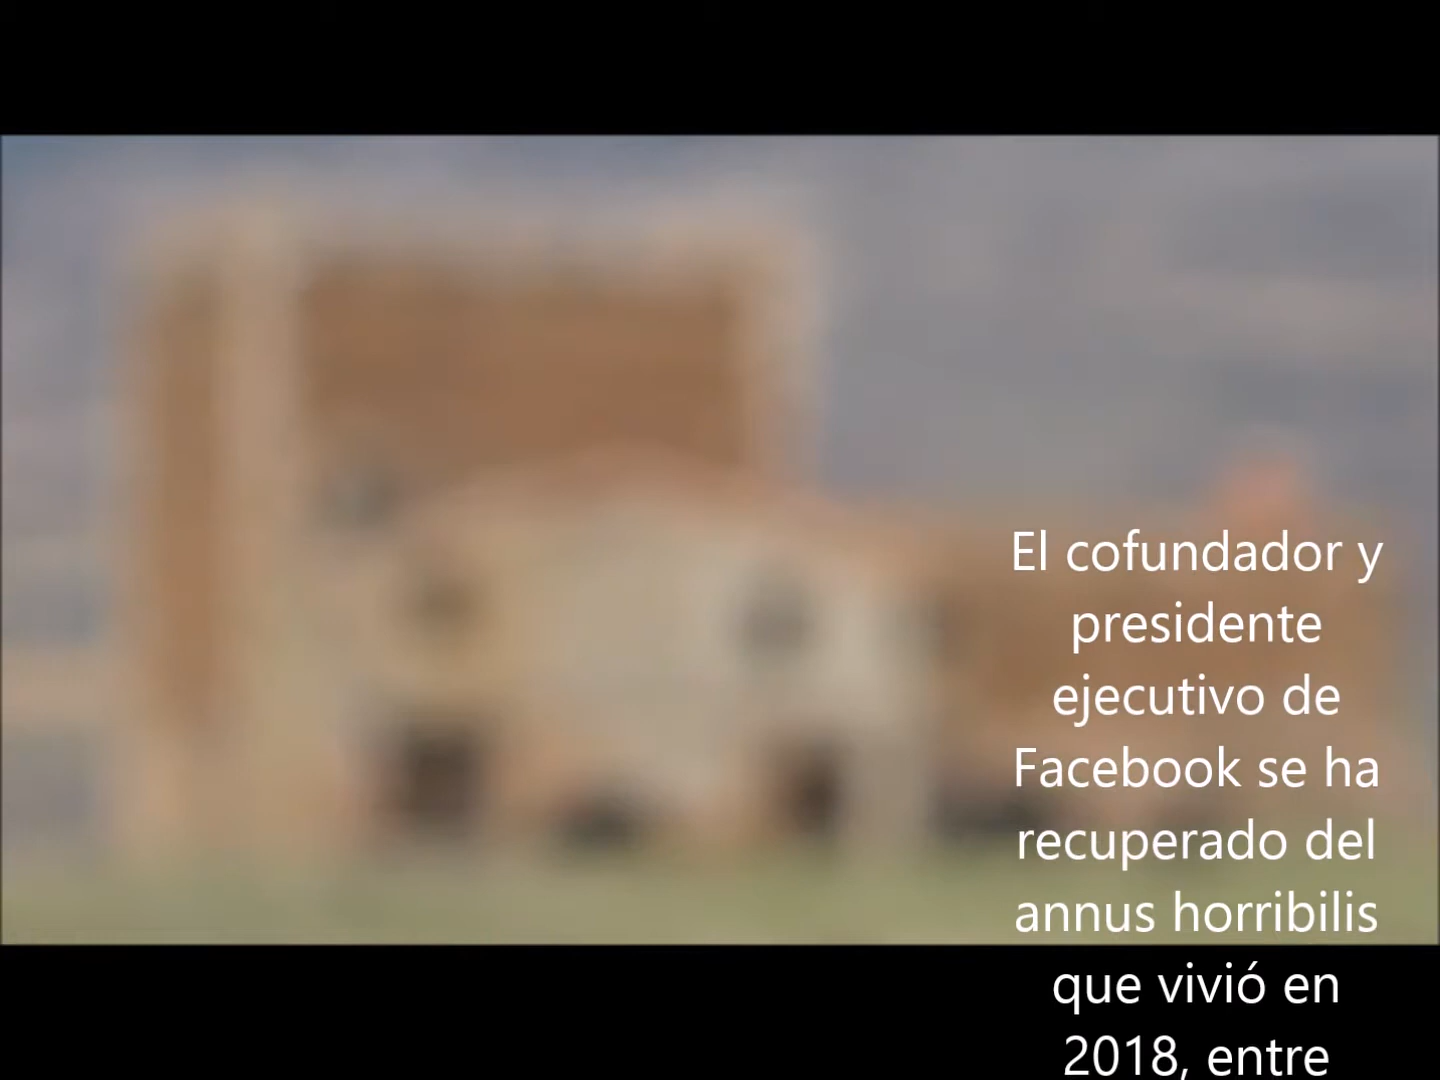 El cofundador y
presidente
ejecutivo de
Facebook se ha
recuperado del
annus horribilis
que vivió en
2018, entre